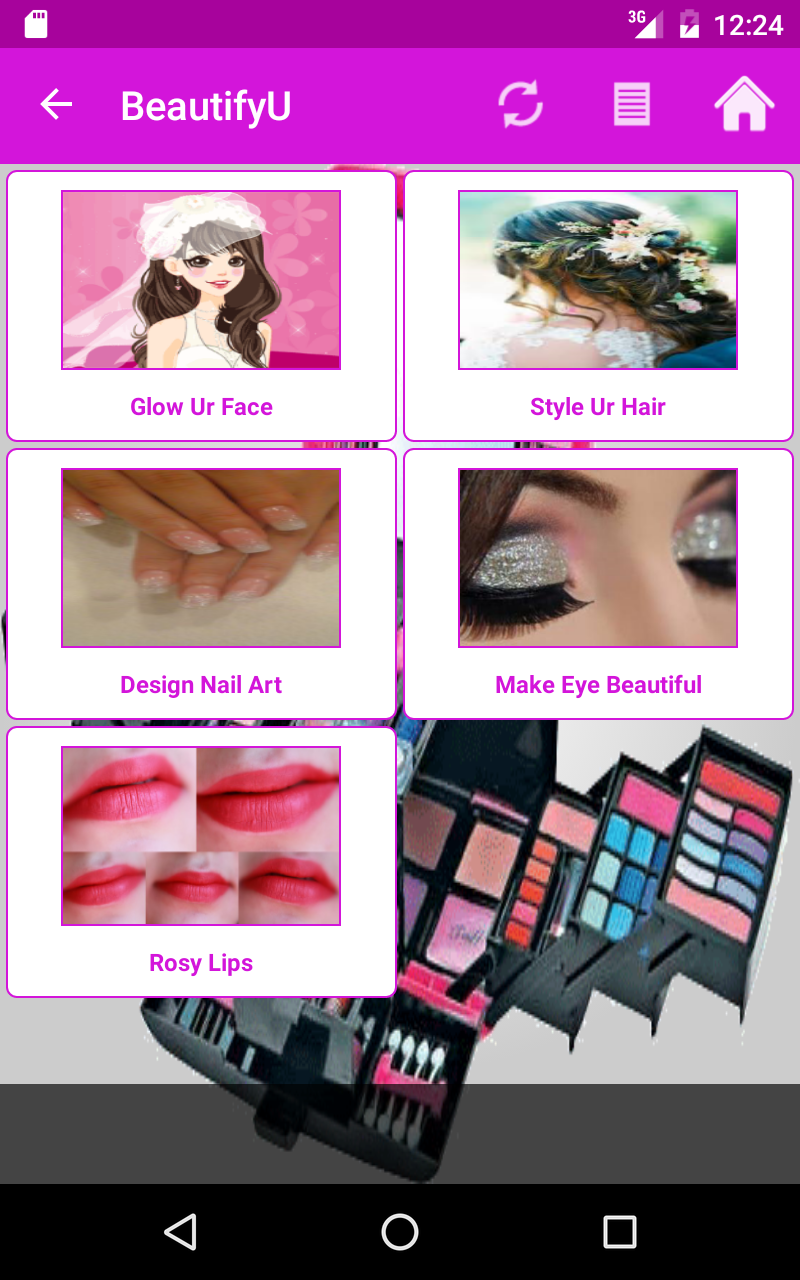 3G 12:24
BeautifyU
Glow Ur Face
Style Ur Hair
Design Nail Art
Make Eye Beautiful
Rosy Lips